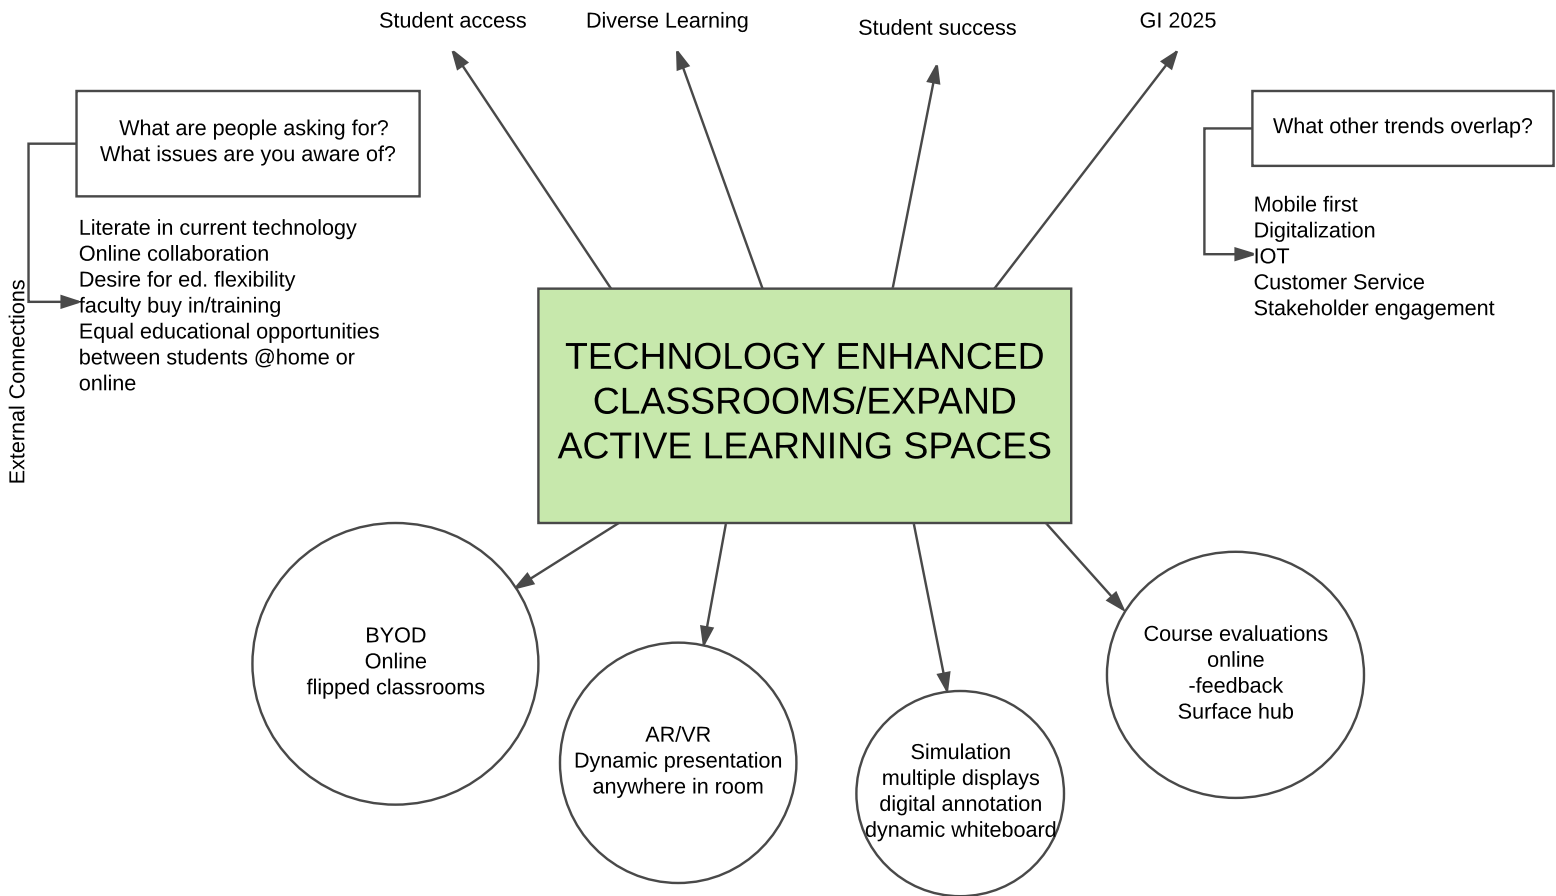 Student access
Diverse Learning
Student success
GI 2025
What are people asking for?
What issues are you aware of?
Literate in current technology
Online collaboration
Desire for ed. flexibility
faculty buy in/training
Equal educational opportunities
between students @home or
online
External Connections
What other trends overlap?
Mobile first
Digitalization
IOT
Customer Service
Stakeholder engagement
TECHNOLOGY ENHANCED
CLASSROOMS/EXPAND
ACTIVE LEARNING SPACES
BYOD
Online
flipped classrooms
AR/VR
Dynamic presentation
anywhere in room
Simulation
multiple displays
digital annotation
dynamic whiteboard
Course evaluations
online
-feedback
Surface hub